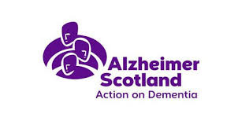 Alzheimer
Scotland
Action on Dementia